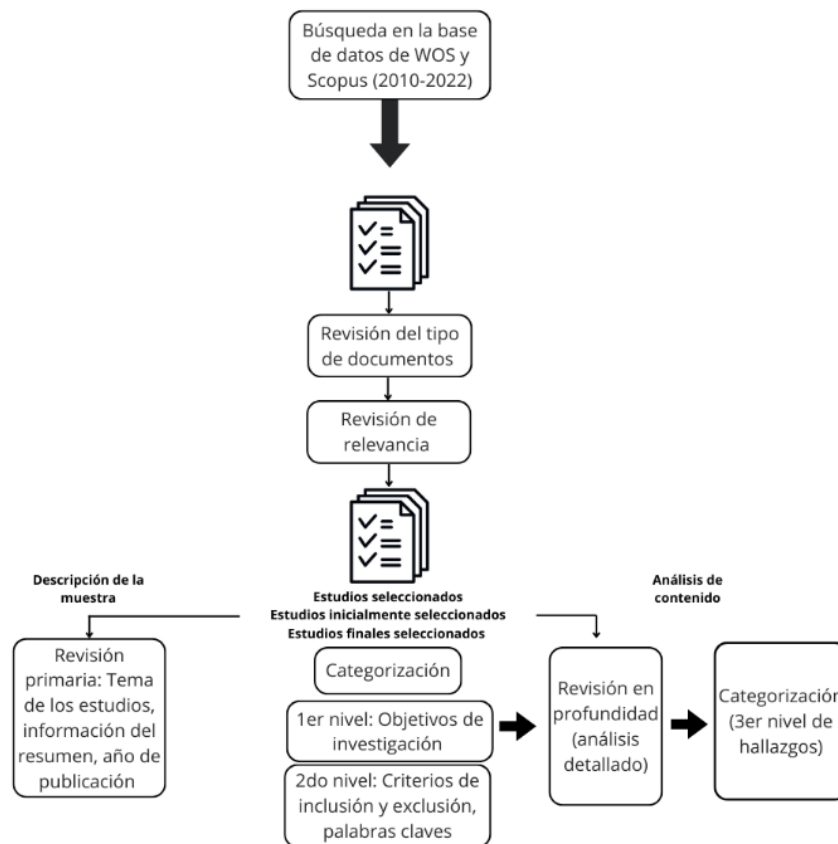 Búsqueda en la base
de datos de WOS y
Scopus (2010-2022)
Revisión del tipo
de documentos
Revisión de
relevancia
Descripción de la
muestra
Estudios seleccionados
Estudios inicialmente seleccionados
Estudios finales seleccionados
Análisis de
contenido
Revisión
primaria: Tema
de los estudios,
información del
resumen, año de
publicación
Categorización
1er nivel: Objetivos de
investigación
2do nivel: Criterios de
inclusión y exclusión,
palabras claves
Revisión en
profundidad
(análisis
detallado)
Categorización
(3er nivel de
hallazgos)